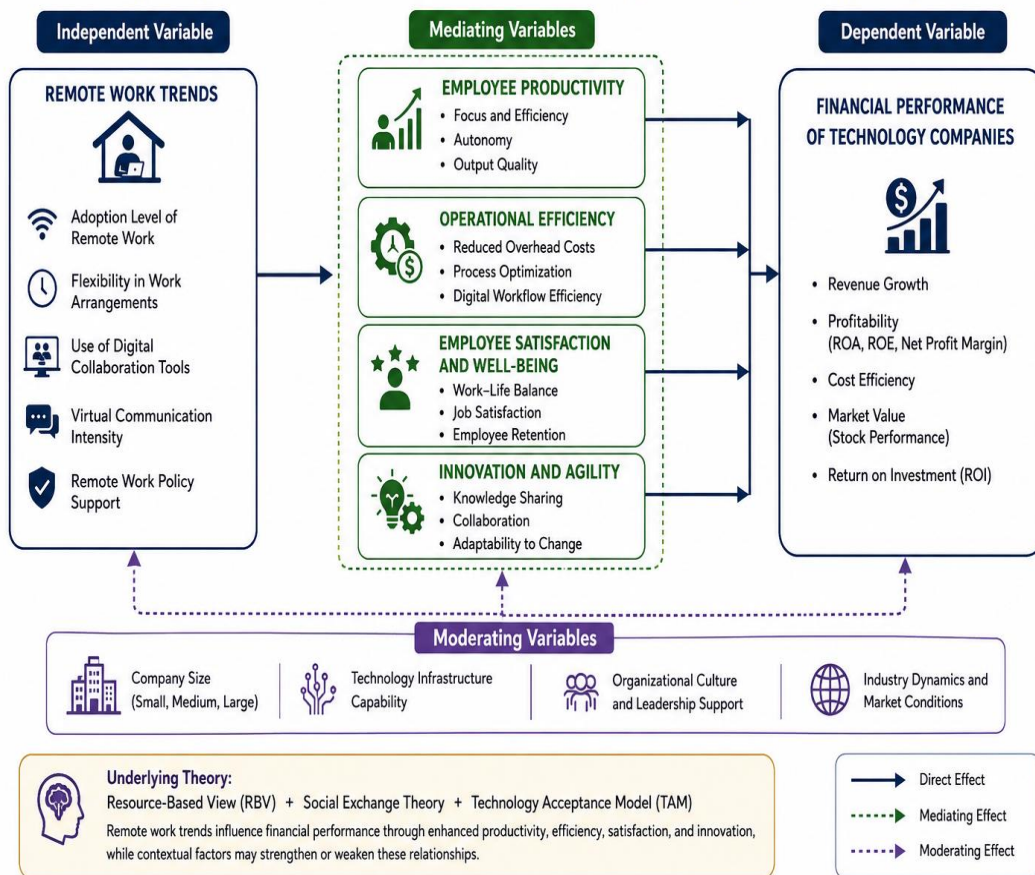 Independent Variable
Mediating Variables
Dependent Variable
REMOTE WORK TRENDS
Adoption Level of
Remote Work
Flexibility in Work
Arrangements
Use of Digital
Collaboration Tools
Virtual Communication
Intensity
Remote Work Policy
Support
EMPLOYEE PRODUCTIVITY
• Focus and Efficiency
• Autonomy
• Output Quality
OPERATIONAL EFFICIENCY
• Reduced Overhead Costs
• Process Optimization
• Digital Workflow Efficiency
$
EMPLOYEE SATISFACTION
AND WELL-BEING
• Work–Life Balance
• Job Satisfaction
• Employee Retention
INNOVATION AND AGILITY
• Knowledge Sharing
• Collaboration
• Adaptability to Change
FINANCIAL PERFORMANCE
OF TECHNOLOGY COMPANIES
$
• Revenue Growth
• Profitability
(ROA, ROE, Net Profit Margin)
• Cost Efficiency
• Market Value
(Stock Performance)
• Return on Investment (ROI)
Moderating Variables
Company Size
(Small, Medium, Large)
Technology Infrastructure
Capability
Organizational Culture
and Leadership Support
Industry Dynamics and
Market Conditions
Underlying Theory:
Resource-Based View (RBV) + Social Exchange Theory + Technology Acceptance Model (TAM)
Remote work trends influence financial performance through enhanced productivity, efficiency, satisfaction, and innovation,
while contextual factors may strengthen or weaken these relationships.
Direct Effect
Mediating Effect
Moderating Effect